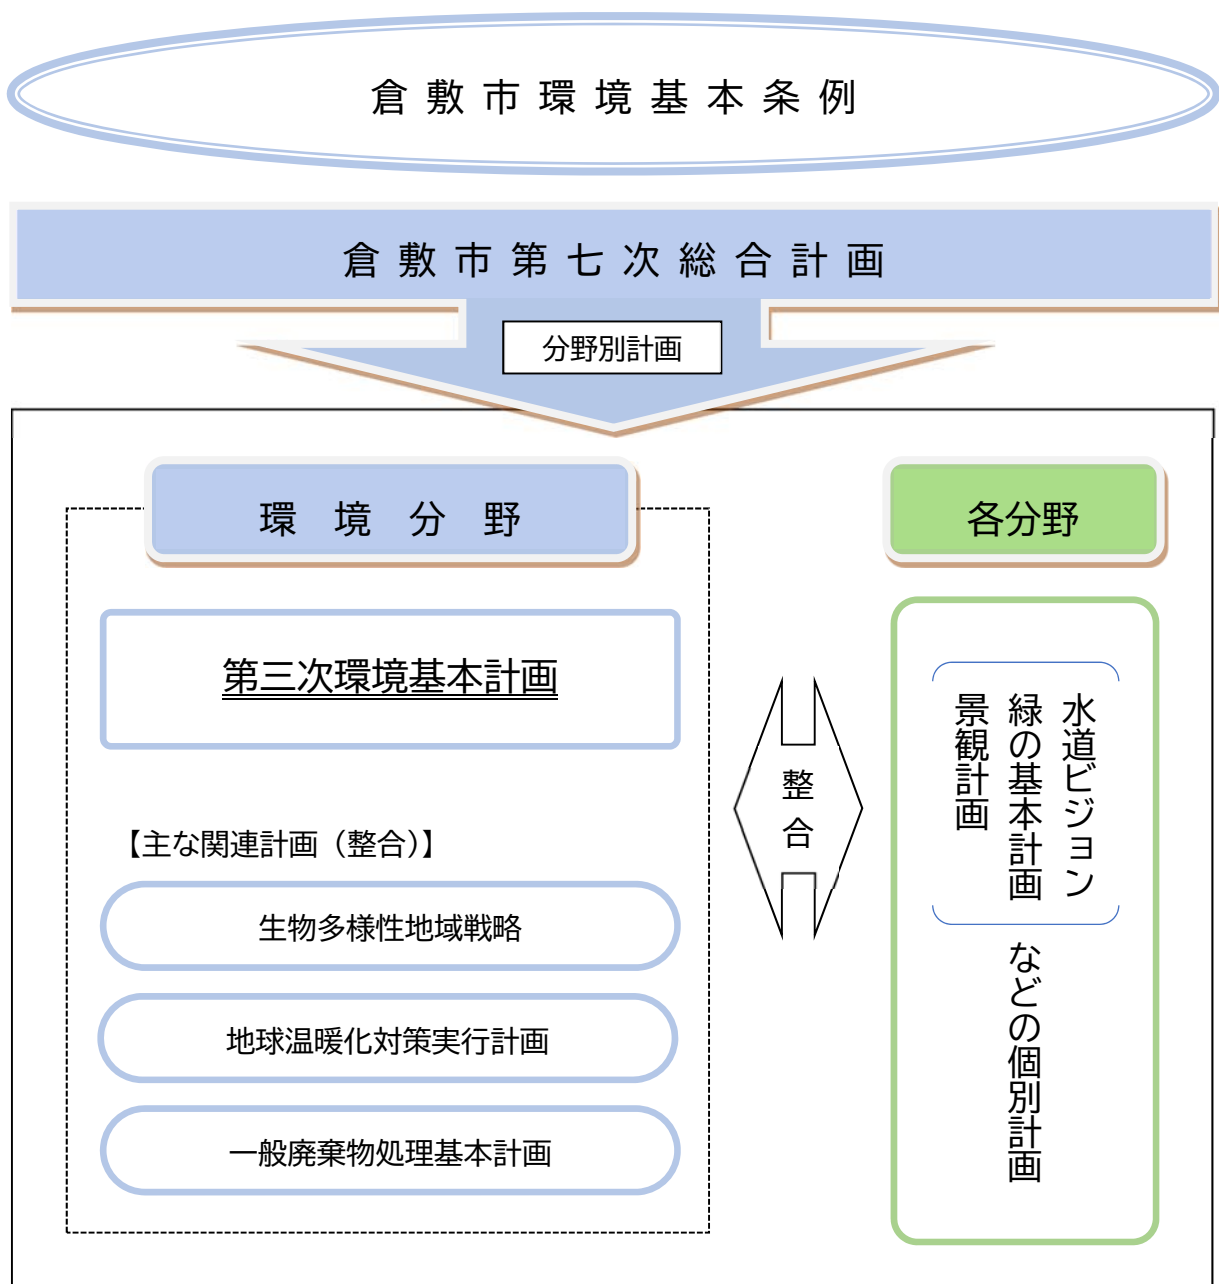 倉敷市環境基本条例
倉敷市第七次総合計画
分野別計画
環境分野
第三次環境基本計画
【主な関連計画（整合）】
生物多様性地域戦略
地球温暖化対策実行計画
一般廃棄物処理基本計画
整合
各分野
水道ビジョン
緑の基本計画
景観計画
などの個別計画